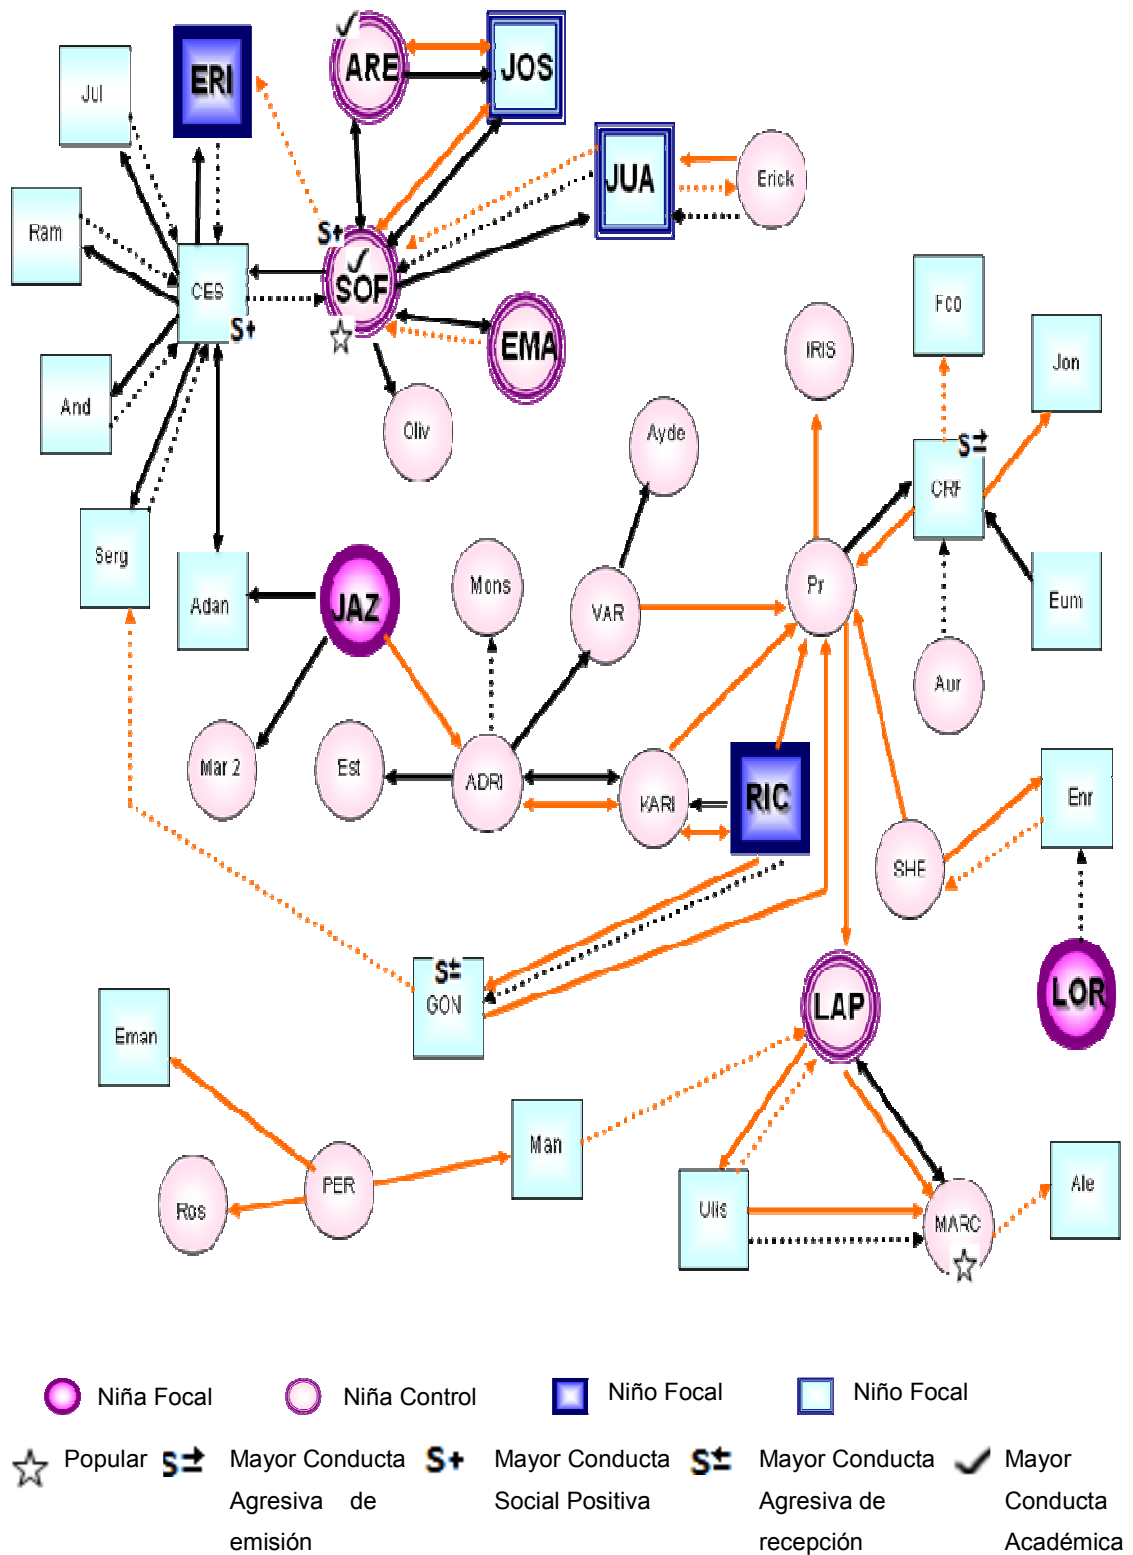 ARE
JOS
ERI
Jul
JUA
Erick
Ram
S+
CES
SOF
S+
EMA
Fco
IRIS
Jon
And
Oliv
Ayde
S
CRF
Serg
Adan
JAZ
Mons
VAR
Pr
Eum
Aur
Mar 2
Est
ADRI
KARI
RIC
Enr
SHE
S±
GON
LAP
LOR
Eman
Man
PER
Ros
Ulis
MARC
Ale
Niña Focal
Niña Control
Niño Focal
Niño Focal
Popular
S
Mayor Conducta
Agresiva de
emisión
S+
Mayor Conducta
Social Positiva
S±
Mayor Conducta
Agresiva de
recepción
Mayor
Conducta
Académica